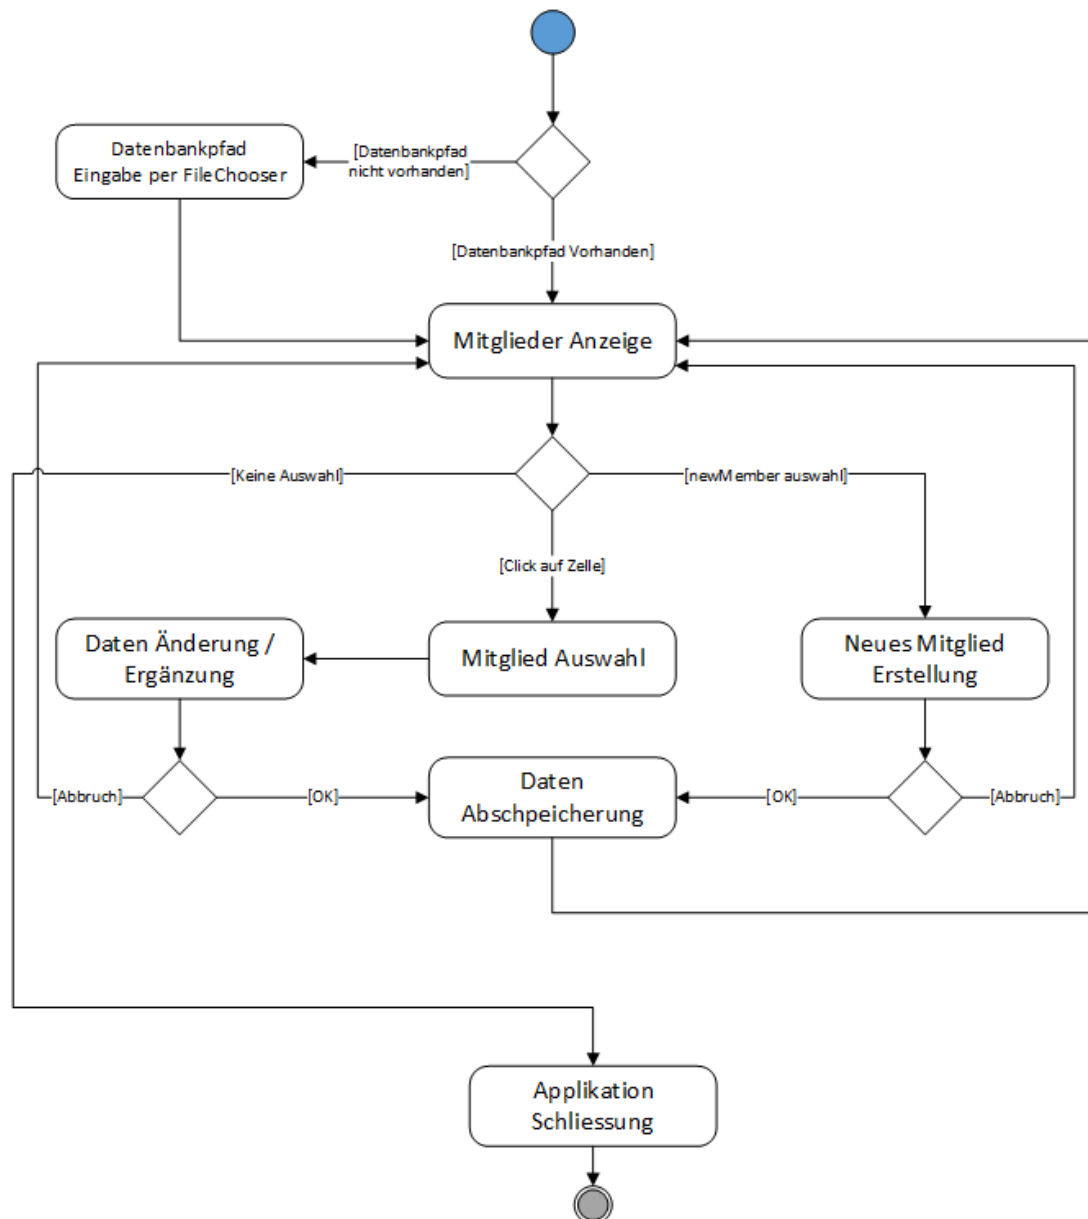 Datenbankpfad
Eingabe per FileChooser
[Datenbankpfad
nicht vorhanden]
[Datenbankpfad Vorhanden]
Mitglieder Anzeige
[Keine Auswahl]
[newMember auswahl]
[Click auf Zelle]
Daten Änderung /
Ergänzung
Mitglied Auswahl
Neues Mitglied
Erstellung
[Abbruch]
[OK]
Daten
Abschpeicherung
[OK]
[Abbruch]
Applikation
Schliessung